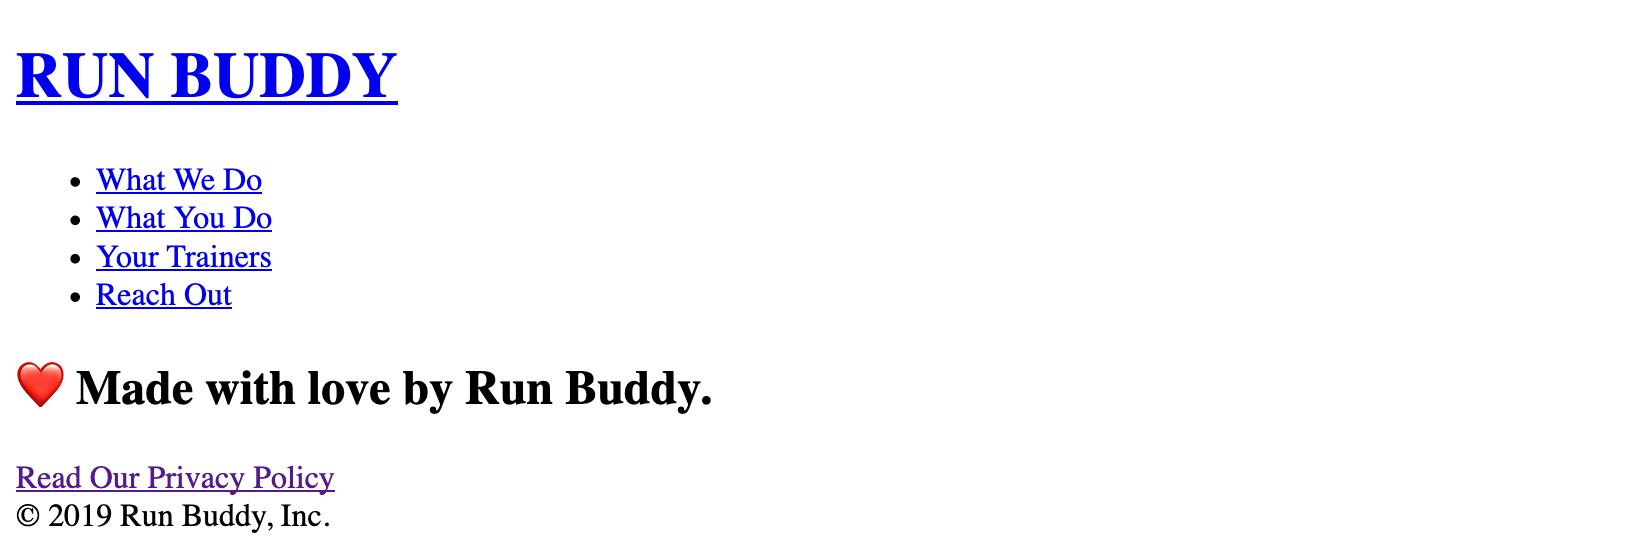 RUN BUDDY
• What We Do
• What You Do
• Your Trainers
• Reach Out
❤️ Made with love by Run Buddy.
Read Our Privacy Policy
© 2019 Run Buddy, Inc.